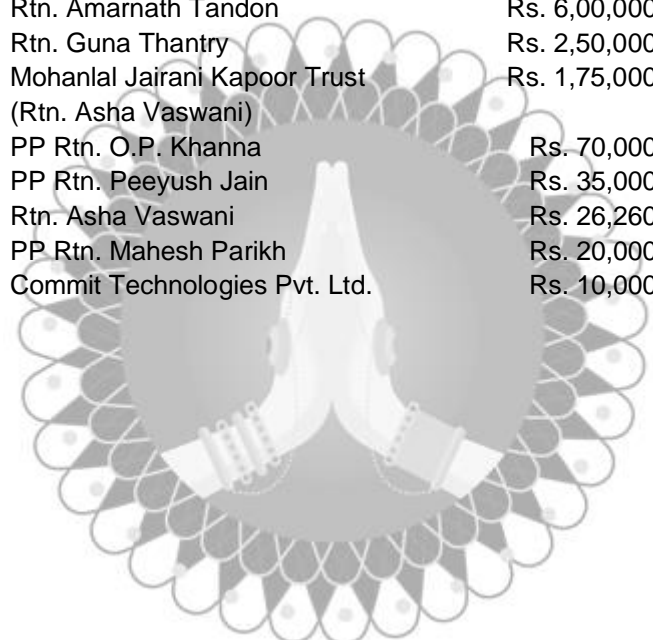 Rtn. Amarnath Tandon Rs. 6,00,000
Rtn. Guna Thantry Rs. 2,50,000
Mohanlal Jairani Kapoor Trust Rs. 1,75,000
(Rtn. Asha Vaswani)
PP Rtn. O.P. Khanna Rs. 70,000
PP Rtn. Peeyush Jain Rs. 35,000
Rtn. Asha Vaswani Rs. 26,260
PP Rtn. Mahesh Parikh Rs. 20,000
Commit Technologies Pvt. Ltd. Rs. 10,000